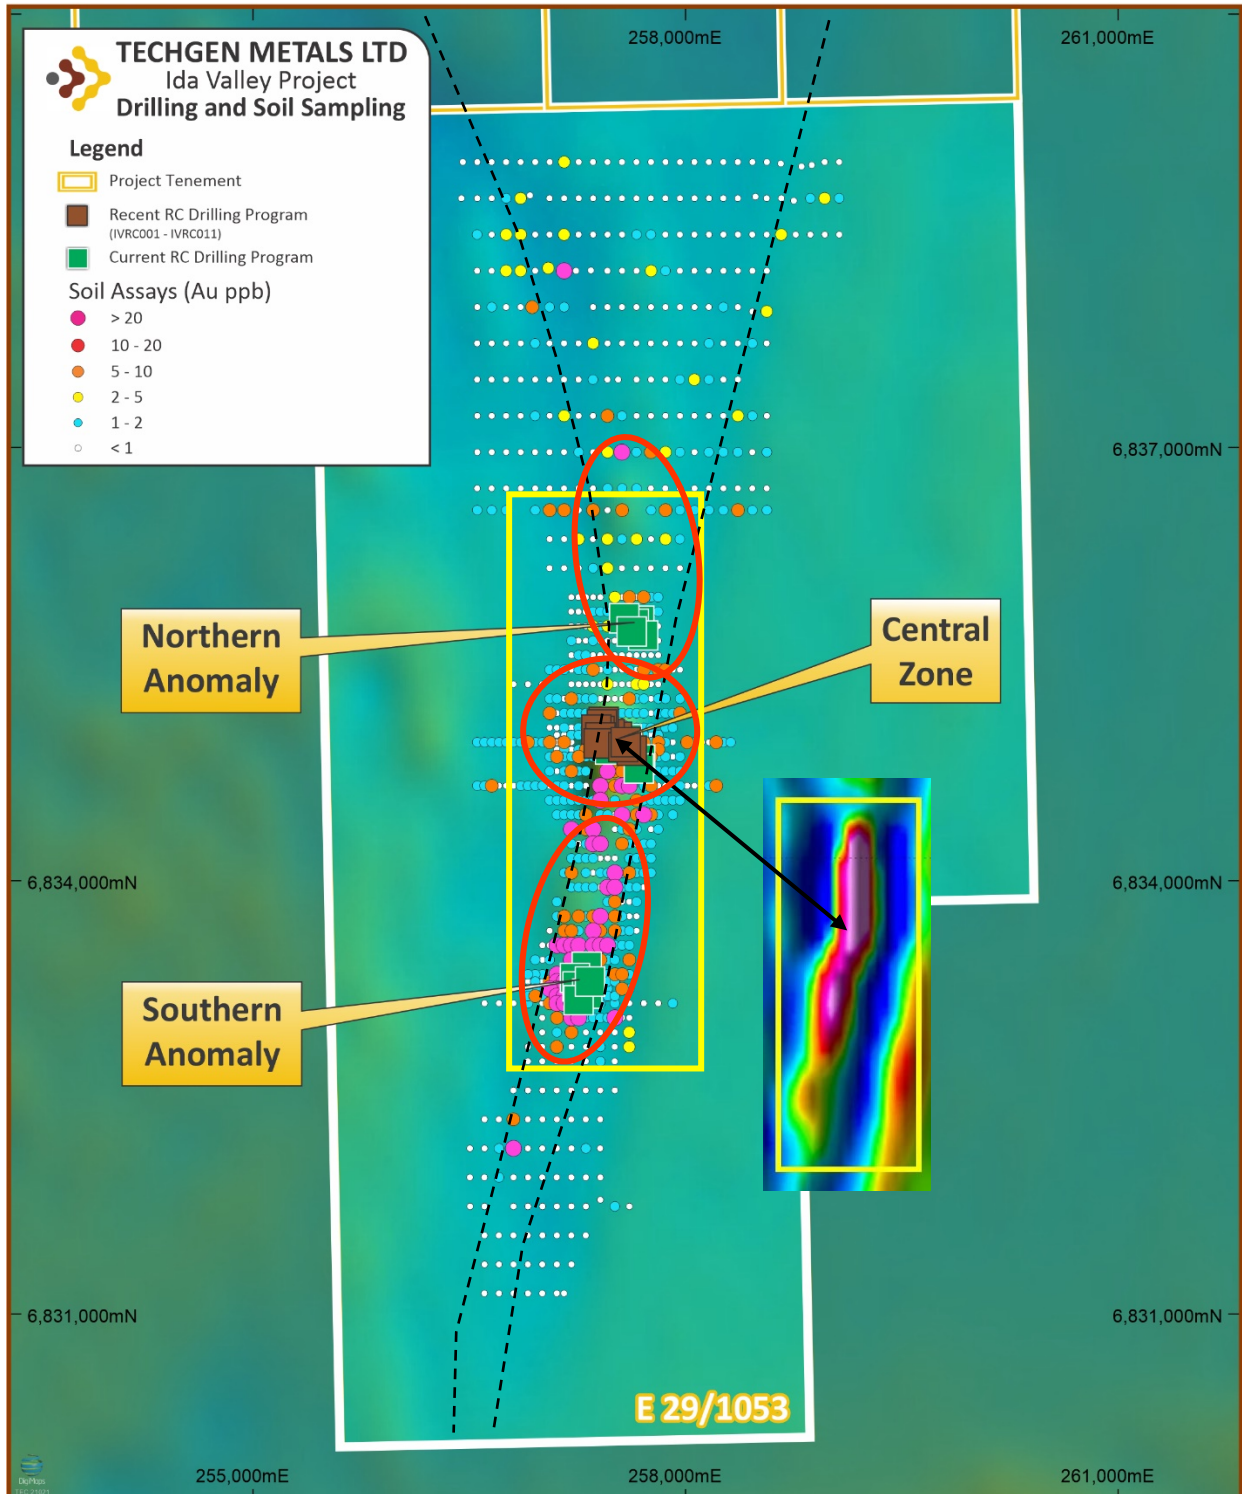 258,000mE
261,000mE
TECHGEN METALS LTD
Ida Valley Project
Drilling and Soil Sampling
Legend
Project Tenement
Recent RC Drilling Program
(IVRC001 - IVRC011)
Current RC Drilling Program
Soil Assays (Au ppb)
> 20
10 - 20
5 - 10
2 - 5
1 - 2
< 1
6,837,000mN
Northern
Anomaly
Central
Zone
6,834,000mN
6,834,000mN
Southern
Anomaly
6,831,000mN
6,831,000mN
E 29/1053
255,000mE
258,000mE
261,000mE
DigMaps